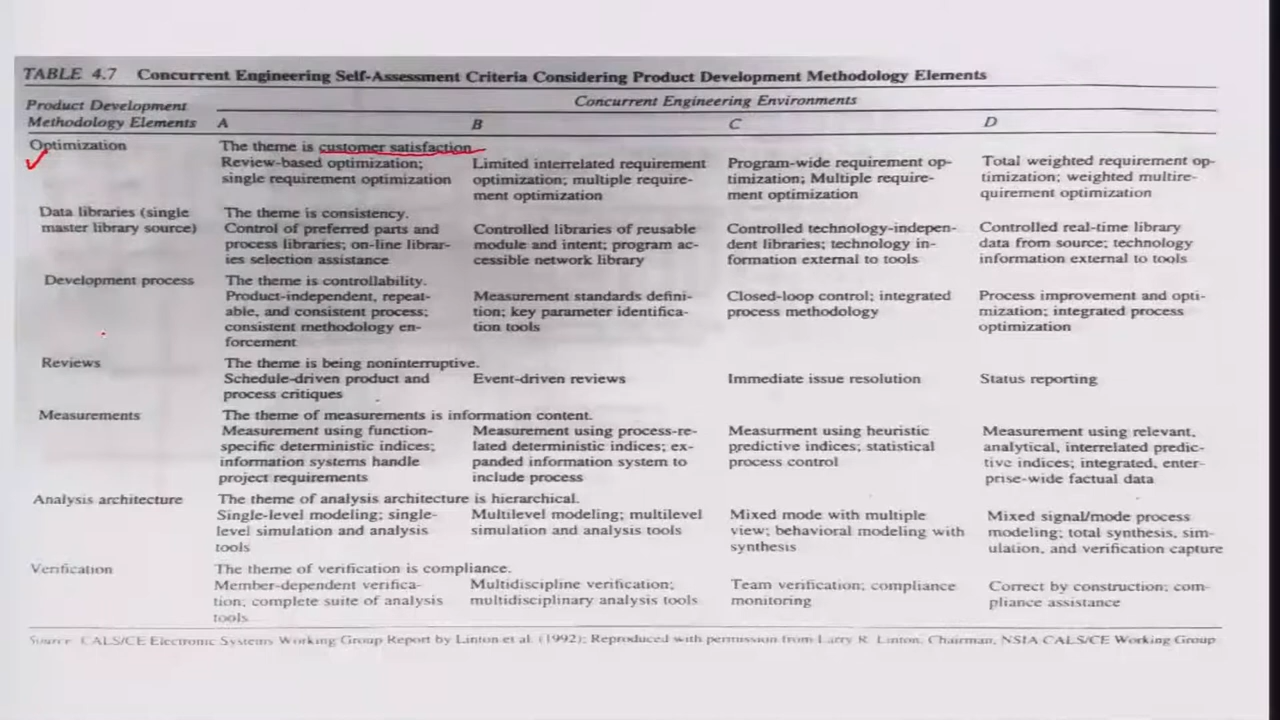 TABLE 4.7 Concurrent Engineering Self-Assessment Criteria Considering Product Development Methodology Elements
Product Development
Methodology Elements
Concurrent Engineering Environments
A B C D
Optimization
The theme is customer satisfaction
Review-based optimization;
single requirement optimization
Limited interrelated requirement
optimization; multiple require-
ment optimization
Program-wide requirement op-
timization; Multiple require-
ment optimization
Total weighted requirement op-
timization; weighted multire-
quirement optimization
Data libraries (single
master library source)
The theme is consistency.
Control of preferred parts and
process libraries; on-line librar-
ies selection assistance
Controlled libraries of reusable
module and intent; program ac-
cessible network library
Controlled technology-indepen-
dent libraries; technology in-
formation external to tools
Controlled real-time library
data from source; technology
information external to tools
Development process
The theme is controllability.
Product-independent, repeat-
able, and consistent process;
consistent methodology en-
forcement
Measurement standards defini-
tion; key parameter identifica-
tion tools
Closed-loop control; integrated
process methodology
Process improvement and opti-
mization; integrated process
optimization
Reviews
The theme is being noninterruptive.
Schedule-driven product and
process critiques
Event-driven reviews
Immediate issue resolution
Status reporting
Measurements
The theme of measurements is information content.
Measurement using function-
specific deterministic indices;
information systems handle
project requirements
Measurement using process-re-
lated deterministic indices; ex-
panded information system to
include process
Measurment using heuristic
predictive indices; statistical
process control
Measurement using relevant,
analytical, interrelated predic-
tive indices; integrated, enter-
prise-wide factual data
Analysis architecture
The theme of analysis architecture is hierarchical.
Single-level modeling; single-
level simulation and analysis
tools
Multilevel modeling; multilevel
simulation and analysis tools
Mixed mode with multiple
view; behavioral modeling with
synthesis
Mixed signal/mode process
modeling; total synthesis, sim-
ulation, and verification capture
Verification
The theme of verification is compliance.
Member-dependent verifica-
tion; complete suite of analysis
tools
Multidiscipline verification;
multidisciplinary analysis tools
Team verification; compliance
monitoring
Correct by construction; com-
pliance assistance
Source: CALS/CE Electronic Systems Working Group Report by Linton et al. (1992); Reproduced with permission from Larry R. Linton, Chairman, NSIA CALS/CE Working Group